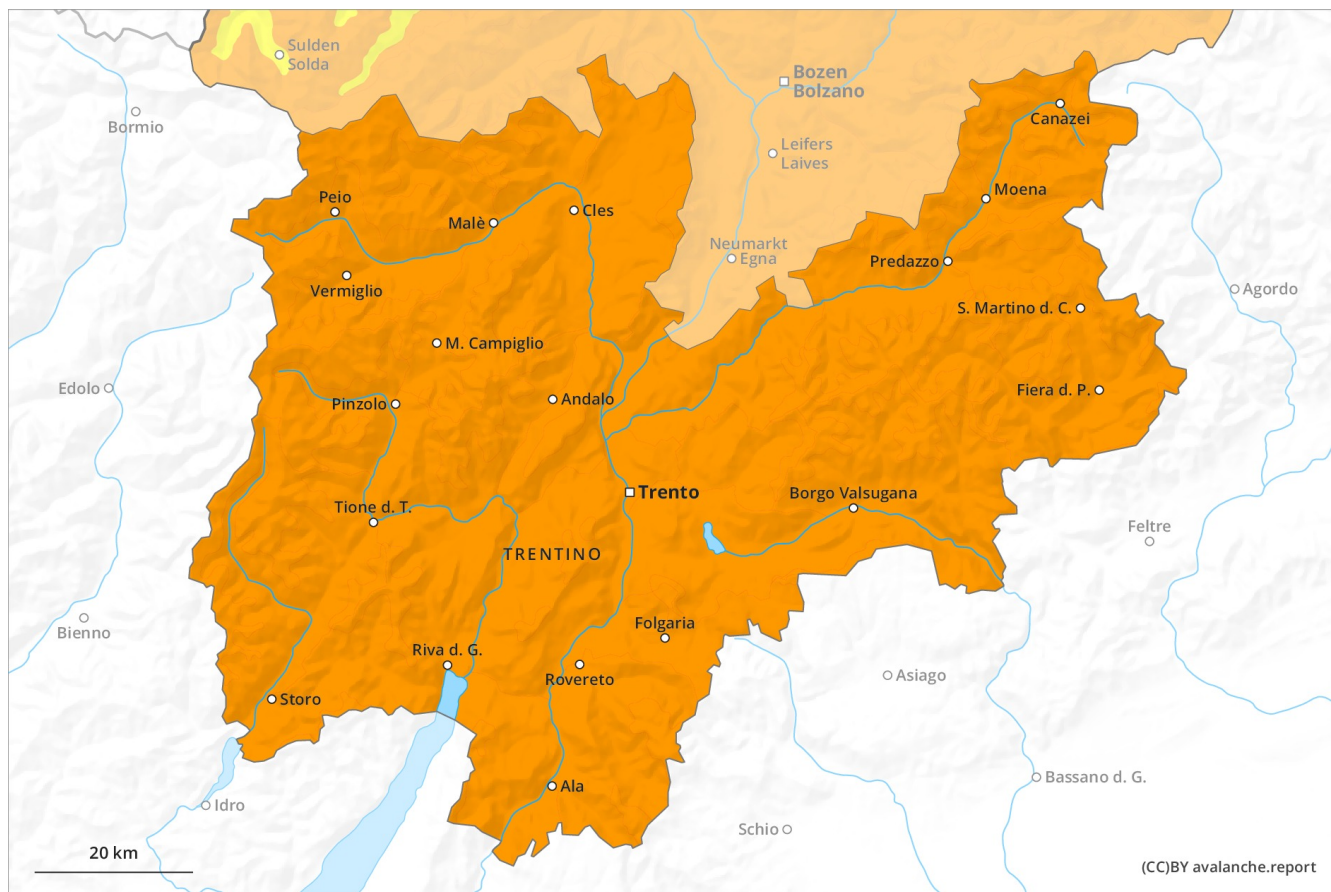 Sulden
Solda
Bozen
Bolzano
Bormio
Canazei
Leifers
Laives
Peio
Malè
Cles
Moena
Neumarkt
Egna
Predazzo
Vermiglio
Agordo
S. Martino d. C.
M. Campiglio
Edolo
Andalo
Fiera d. P.
Pinzolo
Trento
Borgo Valsugana
Tione d. T.
Feltre
TRENTINO
Bienno
Folgaria
Riva d. G.
Asiago
Rovereto
Storo
Bassano d. G.
Ala
Idro
Schio
20 km
(CC)BY avalanche.report